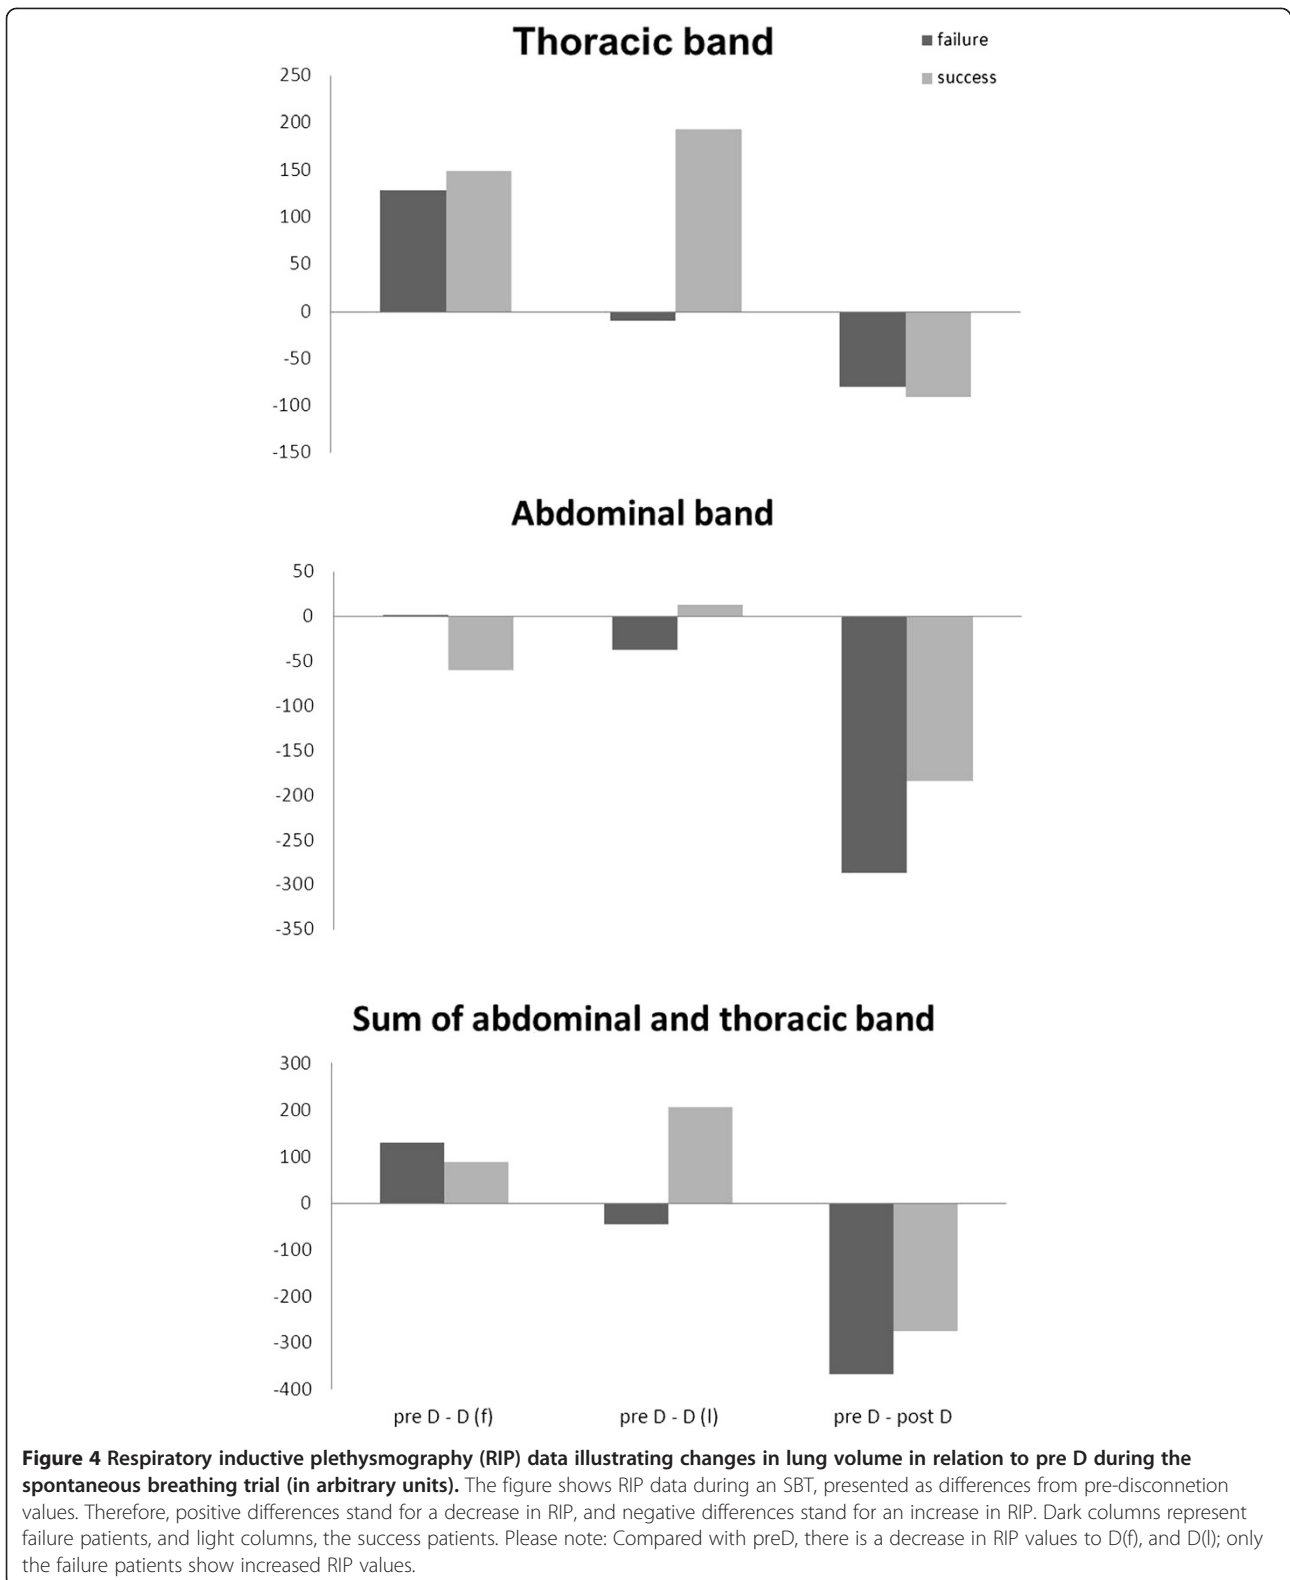 Thoracic band
failure
success
250
200
150
100
50
0
-50
-100
-150
Abdominal band
50
0
-50
-100
-150
-200
-250
-300
-350
Sum of abdominal and thoracic band
300
200
100
0
-100
-200
-300
-400
pre D - D (f) pre D - D (l) pre D - post D
Figure 4 Respiratory inductive plethysmography (RIP) data illustrating changes in lung volume in relation to pre D during the
spontaneous breathing trial (in arbitrary units). The figure shows RIP data during an SBT, presented as differences from pre-disconnetion
values. Therefore, positive differences stand for a decrease in RIP, and negative differences stand for an increase in RIP. Dark columns represent
failure patients, and light columns, the success patients. Please note: Compared with preD, there is a decrease in RIP values to D(f), and D(l); only
the failure patients show increased RIP values.